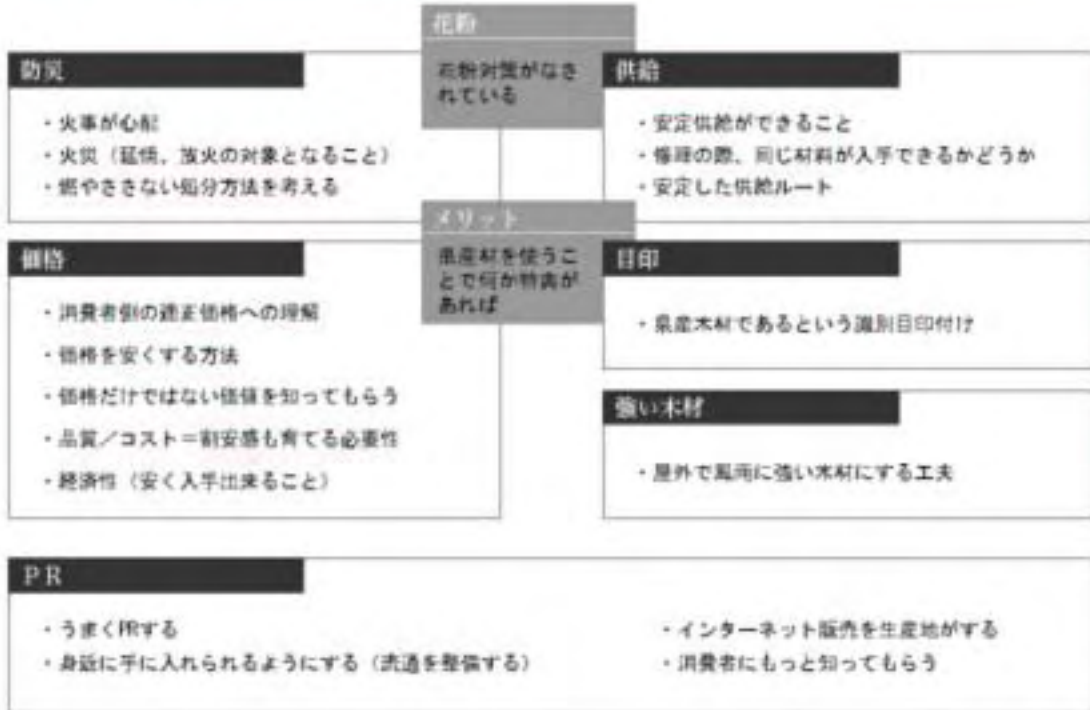 花粉
花粉対策がなさ
れている
防災
・火事が心配
・火災（延焼、放火の対象となること）
・燃やささない処分方法を考える
供給
・安定供給ができること
・修理の際、同じ材料が入手できるかどうか
・安定した供給ルート
メリット
県産材を使うこ
とで何か特典が
あれば
価格
・消費者側の適正価格への理解
・価格を安くする方法
・価格だけではない価値を知ってもらう
・品質／コスト＝割安感も育てる必要性
・経済性（安く入手出来ること）
目印
・県産木材であるという識別目印付け
強い木材
・屋外で風雨に強い木材にする工夫
ＰＲ
・うまくPRする
・身近に手に入れられるようにする（流通を整備する）
・インターネット販売を生産地がする
・消費者にもっと知ってもらう